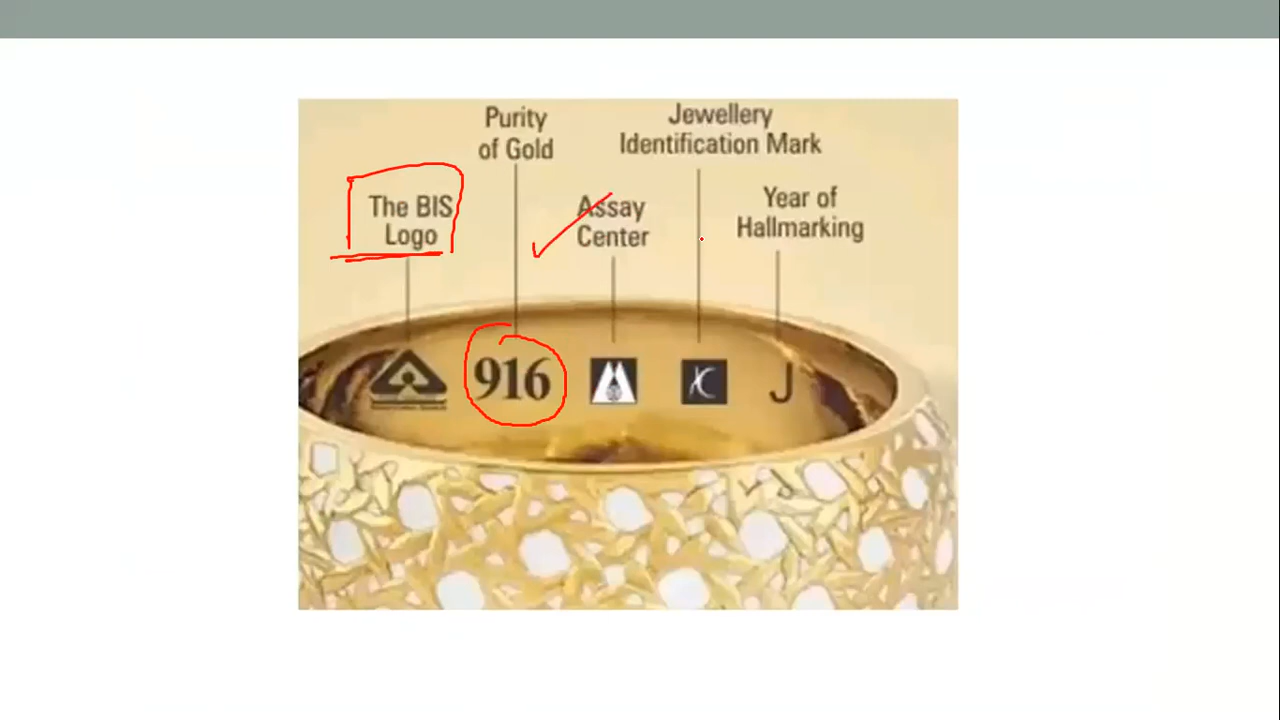 Purity
of Gold
Jewellery
Identification Mark
The BIS
Logo
Assay
Center
Year of
Hallmarking
916
J